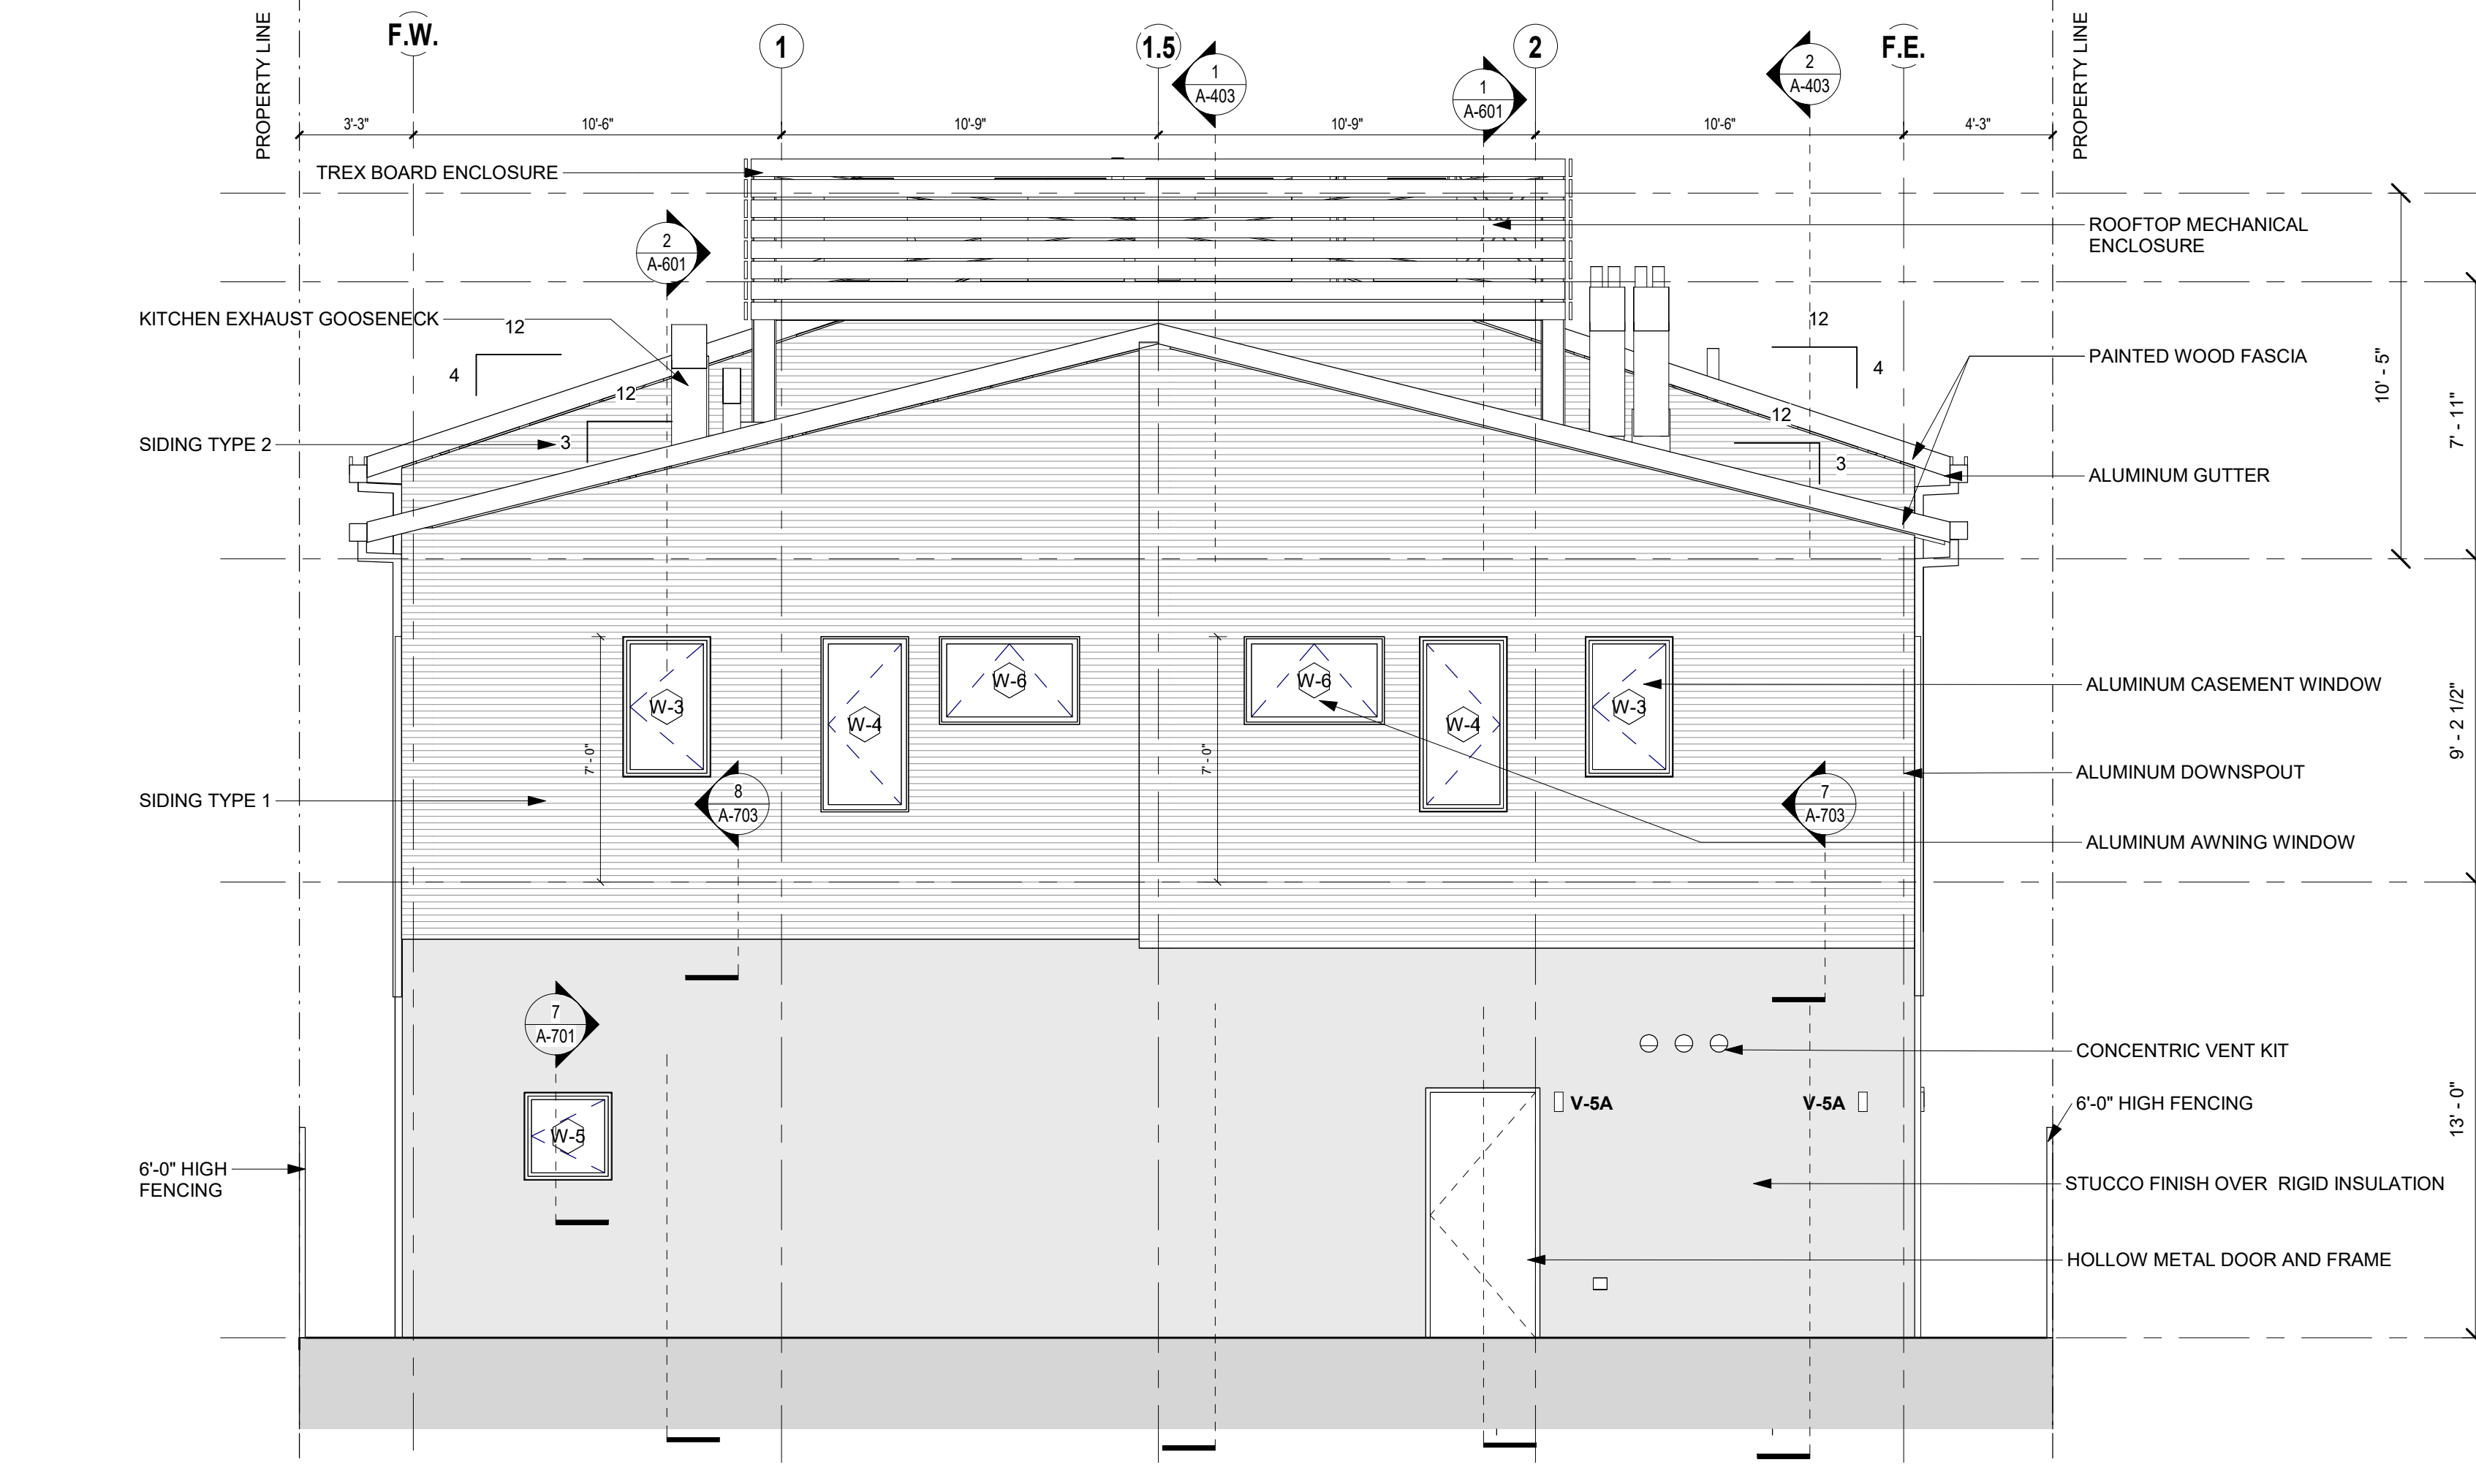 PROPERTY LINE
F.W.
1
1.5
2
F.E.
PROPERTY LINE
1
A-403
1
A-601
2
A-403
3'-3"
10'-6"
10'-9"
10'-9"
10'-6"
4'-3"
TREX BOARD ENCLOSURE
2
A-601
ROOFTOP MECHANICAL
ENCLOSURE
KITCHEN EXHAUST GOOSENECK
12
4
12
3
12
4
12
3
PAINTED WOOD FASCIA
10' - 5"
7' - 11"
SIDING TYPE 2
ALUMINUM GUTTER
W-3
W-4
W-6
W-6
W-4
W-3
ALUMINUM CASEMENT WINDOW
9' - 2 1/2"
7' - 0"
7' - 0"
SIDING TYPE 1
8
A-703
7
A-703
ALUMINUM DOWNSPOUT
ALUMINUM AWNING WINDOW
7
A-701
CONCENTRIC VENT KIT
V-5A
V-5A
6'-0" HIGH FENCING
13' - 0"
W-5
6'-0" HIGH
FENCING
STUCCO FINISH OVER  RIGID INSULATION
HOLLOW METAL DOOR AND FRAME